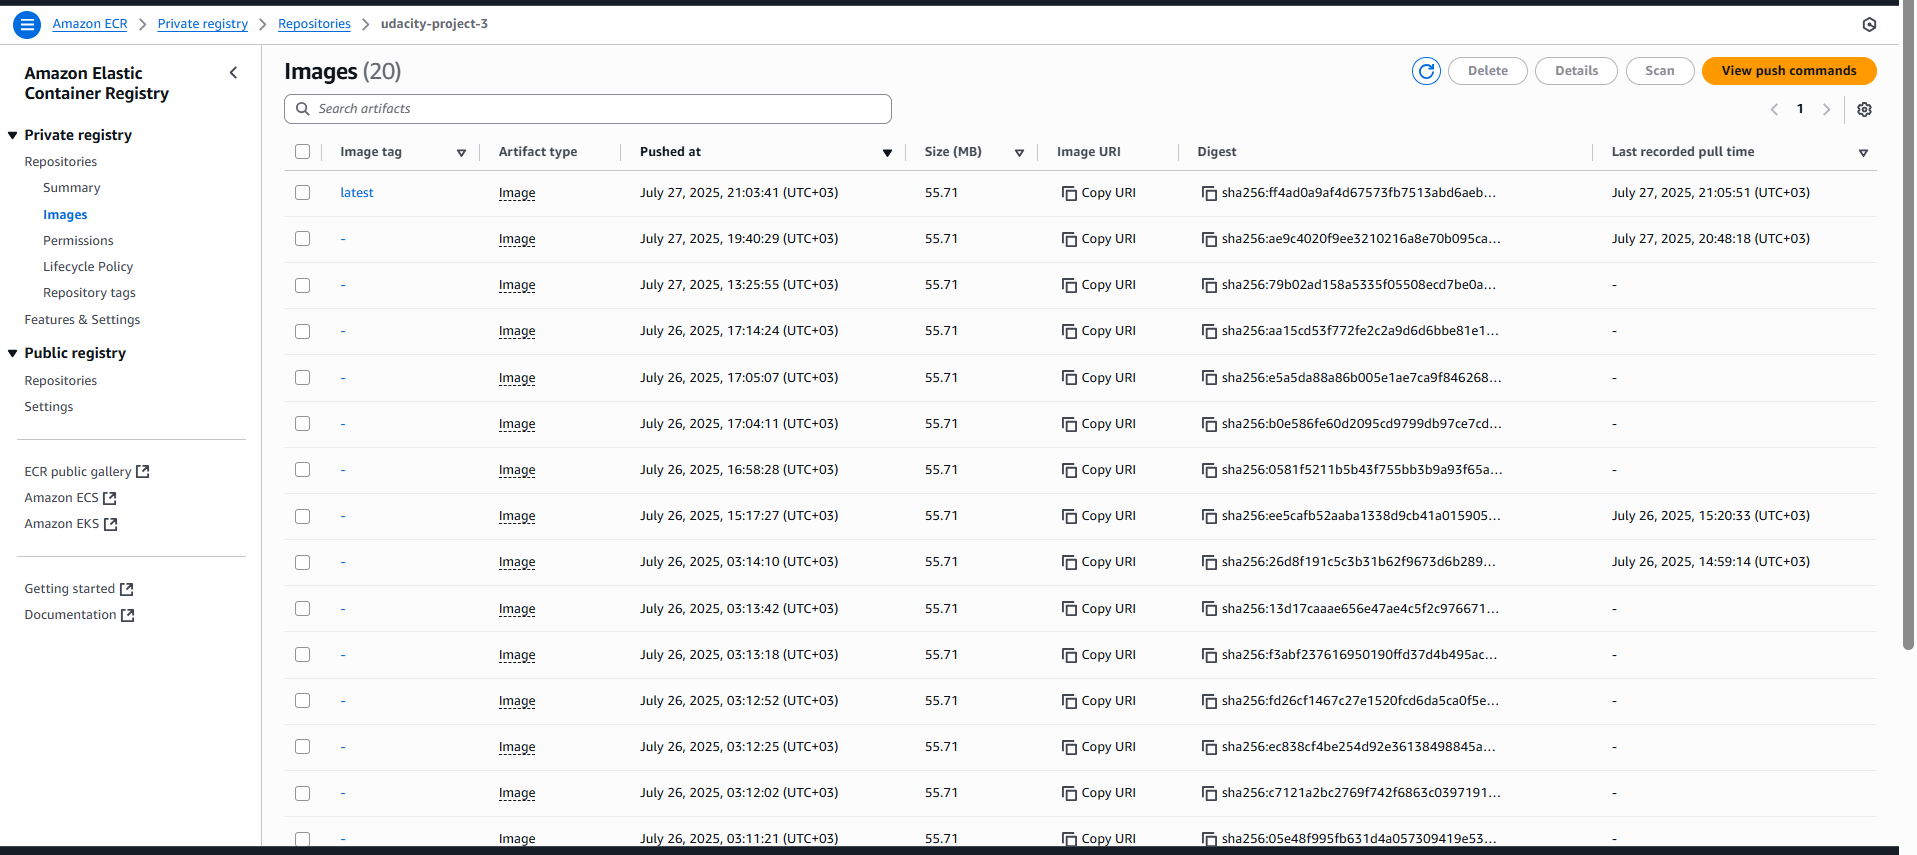 Amazon ECR > Private registry > Repositories > udacity-project-3
Amazon Elastic
Container Registry
Private registry
Repositories
Summary
Images
Permissions
Lifecycle Policy
Repository tags
Features & Settings
Public registry
Repositories
Settings
ECR public gallery
Amazon ECS
Amazon EKS
Getting started
Documentation
Images (20)
Delete Details Scan View push commands
Search artifacts
1
Image tag Artifact type Pushed at Size (MB) Image URI Digest Last recorded pull time
latest Image July 27, 2025, 21:03:41 (UTC+03) 55.71 Copy URI sha256:ff4ad0a9af4d67573fb7513abd6aeb... July 27, 2025, 21:05:51 (UTC+03)
- Image July 27, 2025, 19:40:29 (UTC+03) 55.71 Copy URI sha256:ae9c4020f9ee3210216a8e70b095ca... July 27, 2025, 20:48:18 (UTC+03)
- Image July 27, 2025, 13:25:55 (UTC+03) 55.71 Copy URI sha256:79b02ad158a5335f05508ecd7be0a... -
- Image July 26, 2025, 17:14:24 (UTC+03) 55.71 Copy URI sha256:aa15cd53f772fe2c2a9d6d6bbe81e1... -
- Image July 26, 2025, 17:05:07 (UTC+03) 55.71 Copy URI sha256:e5a5da88a86b005e1ae7ca9f846268... -
- Image July 26, 2025, 17:04:11 (UTC+03) 55.71 Copy URI sha256:b0e586fe60d2095cd9799db97ce7cd... -
- Image July 26, 2025, 16:58:28 (UTC+03) 55.71 Copy URI sha256:0581f5211b5b43f755bb3b9a93f65a... -
- Image July 26, 2025, 15:17:27 (UTC+03) 55.71 Copy URI sha256:ee5cafb52aaba1338d9cb41a015905... July 26, 2025, 15:20:33 (UTC+03)
- Image July 26, 2025, 03:14:10 (UTC+03) 55.71 Copy URI sha256:26d8f191c5c3b31b62f9673d6b289... July 26, 2025, 14:59:14 (UTC+03)
- Image July 26, 2025, 03:13:42 (UTC+03) 55.71 Copy URI sha256:13d17caaae656e47ae4c5f2c976671... -
- Image July 26, 2025, 03:13:18 (UTC+03) 55.71 Copy URI sha256:f3abf237616950190ffd37d4b495ac... -
- Image July 26, 2025, 03:12:52 (UTC+03) 55.71 Copy URI sha256:fd26cf1467c27e1520fcd6da5ca0f5e... -
- Image July 26, 2025, 03:12:25 (UTC+03) 55.71 Copy URI sha256:ec838cf4be254d92e36138498845a... -
- Image July 26, 2025, 03:12:02 (UTC+03) 55.71 Copy URI sha256:c7121a2bc2769f742f6863c0397191... -
- Image July 26, 2025, 03:11:21 (UTC+03) 55.71 Copy URI sha256:05e48f995fb631d4a057309419e53... -